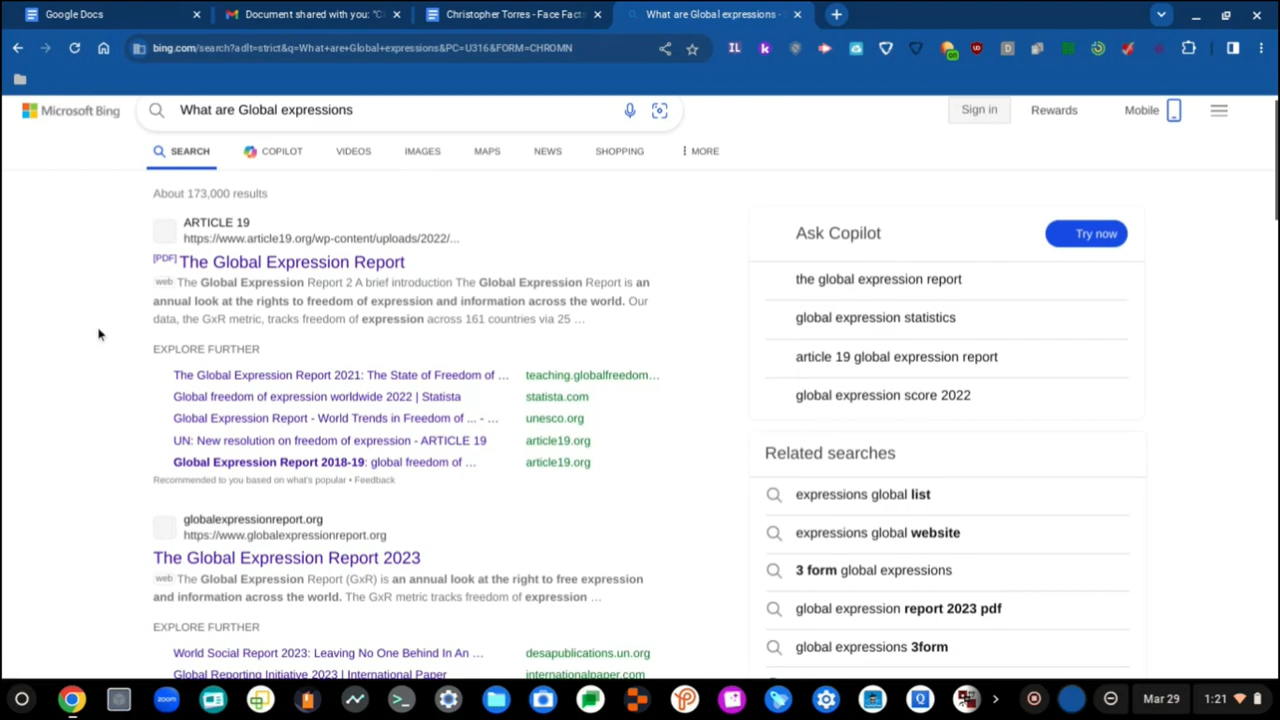 Google Docs
Document shared with you: "C
Christopher Torres - Face Fact
What are Global expressions -
bing.com/search?adlt=strict&q=What+are+Global+expressions&PC=U316&FORM=CHROMN
Microsoft Bing
What are Global expressions
Sign in
Rewards
Mobile
SEARCH
COPILOT
VIDEOS
IMAGES
MAPS
NEWS
SHOPPING
MORE
About 173,000 results
ARTICLE 19
https://www.article19.org/wp-content/uploads/2022/...
[PDF] The Global Expression Report
web The Global Expression Report 2 A brief introduction The Global Expression Report is an
annual look at the rights to freedom of expression and information across the world. Our
data, the GxR metric, tracks freedom of expression across 161 countries via 25 ...
EXPLORE FURTHER
The Global Expression Report 2021: The State of Freedom of ... teaching.globalfreedom...
Global freedom of expression worldwide 2022 | Statista statista.com
Global Expression Report - World Trends in Freedom of ... - ... unesco.org
UN: New resolution on freedom of expression - ARTICLE 19 article19.org
Global Expression Report 2018-19: global freedom of ... article19.org
Recommended to you based on what's popular • Feedback
globalexpressionreport.org
https://www.globalexpressionreport.org
The Global Expression Report 2023
web The Global Expression Report (GxR) is an annual look at the right to free expression
and information across the world. The GxR metric tracks freedom of expression ...
EXPLORE FURTHER
World Social Report 2023: Leaving No One Behind In An ... desapublications.un.org
Global Reporting Initiative 2023 | International Paper internationalpaper.com
Ask Copilot
Try now
the global expression report
global expression statistics
article 19 global expression report
global expression score 2022
Related searches
expressions global list
expressions global website
3 form global expressions
global expression report 2023 pdf
global expressions 3form
zoom
Mar 29
1:21